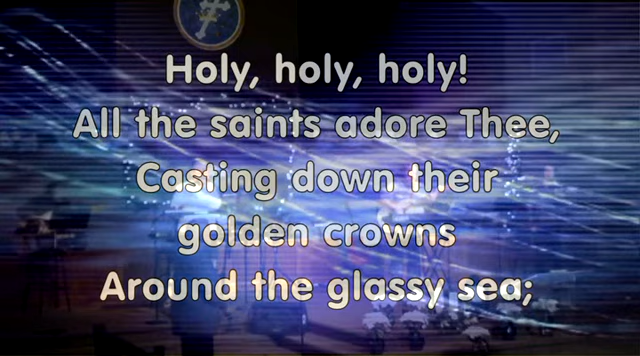 Holy, holy, holy!
All the saints adore Thee,
Casting down their
golden crowns
Around the glassy sea;